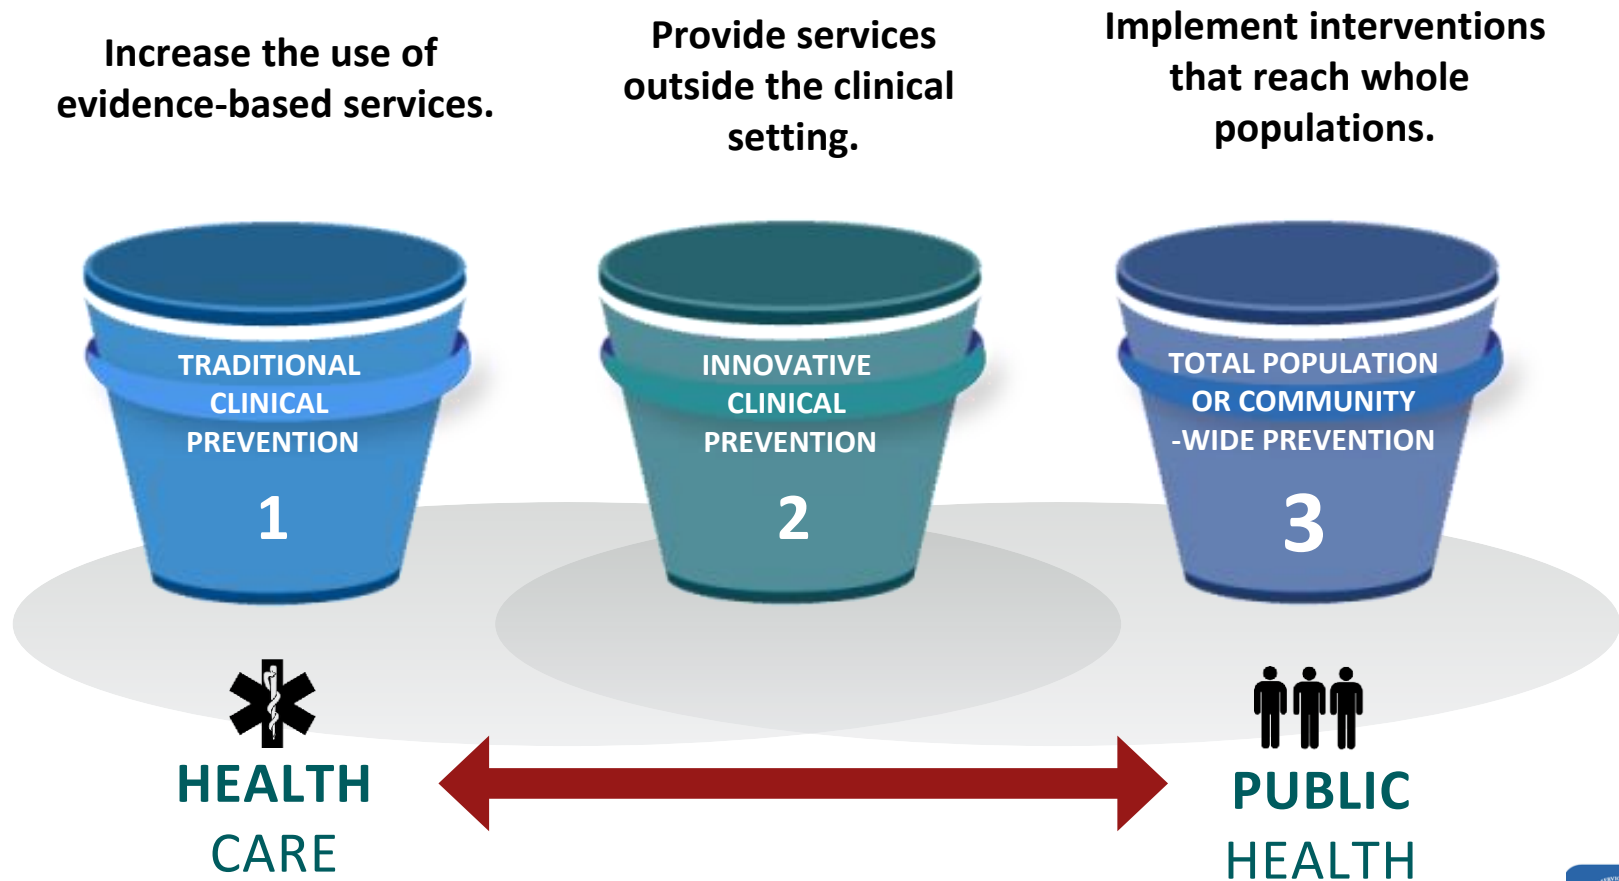 Increase the use of
evidence-based services.
Provide services
outside the clinical
setting.
Implement interventions
that reach whole
populations.
TRADITIONAL
CLINICAL
PREVENTION
1
INNOVATIVE
CLINICAL
PREVENTION
2
TOTAL POPULATION
OR COMMUNITY
-WIDE PREVENTION
3
HEALTH
CARE
PUBLIC
HEALTH